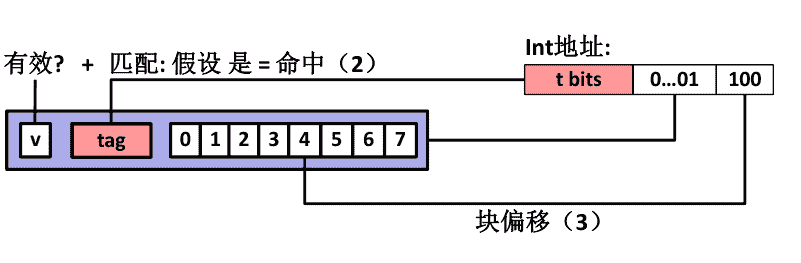 Int地址:
有效? + 匹配: 假设 是 = 命中（2）
t bits 0...01 100
v tag 0 1 2 3 4 5 6 7
块偏移（3）